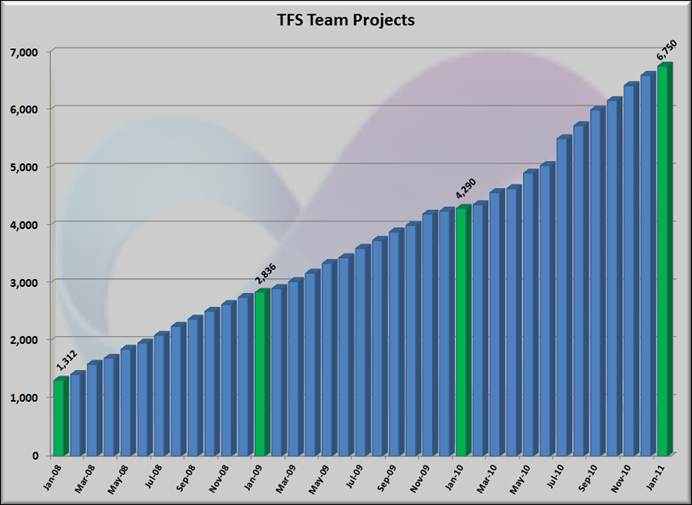 TFS Team Projects
7,000
6,000
5,000
4,000
3,000
2,000
1,000
0
1,312
2,836
4,290
6,750
Jan-08
Mar-08
May-08
Jul-08
Sep-08
Nov-08
Jan-09
Mar-09
May-09
Jul-09
Sep-09
Nov-09
Jan-10
Mar-10
May-10
Jul-10
Sep-10
Nov-10
Jan-11